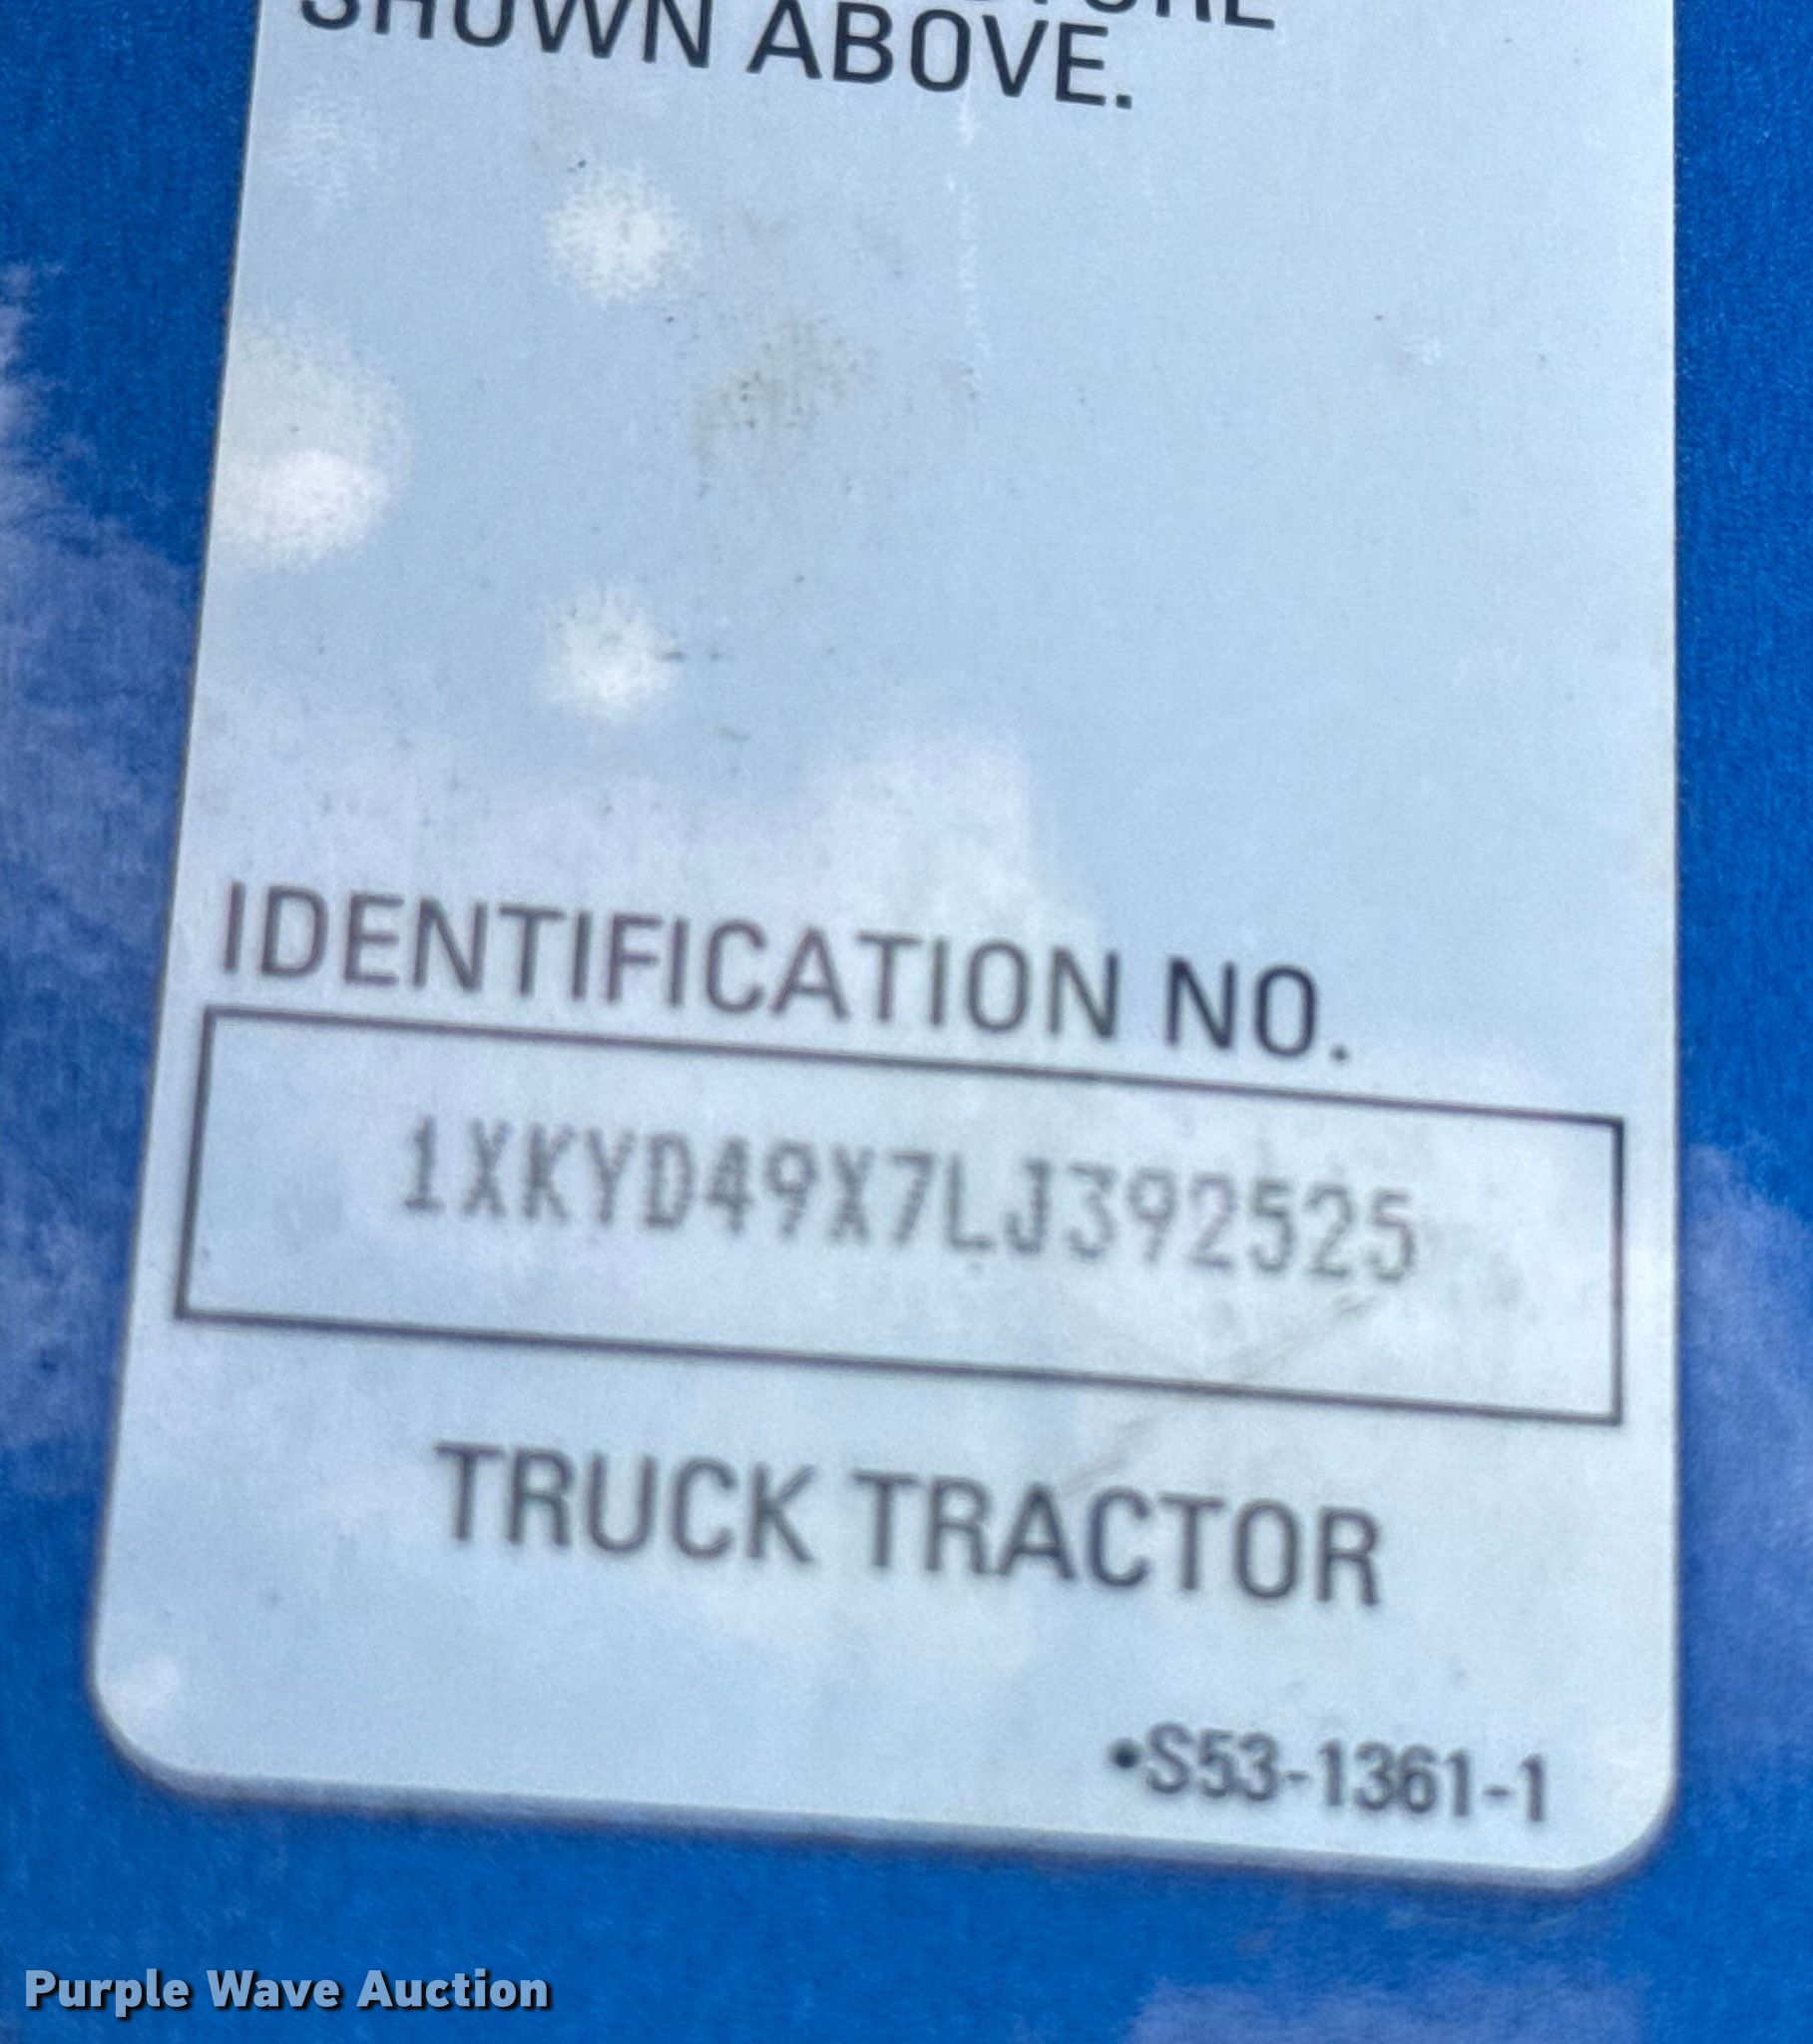 SHOWN ABOVE.
IDENTIFICATION NO.
1XKYD49X7LJ392525
TRUCK TRACTOR
•S53-1361-1
Purple Wave Auction